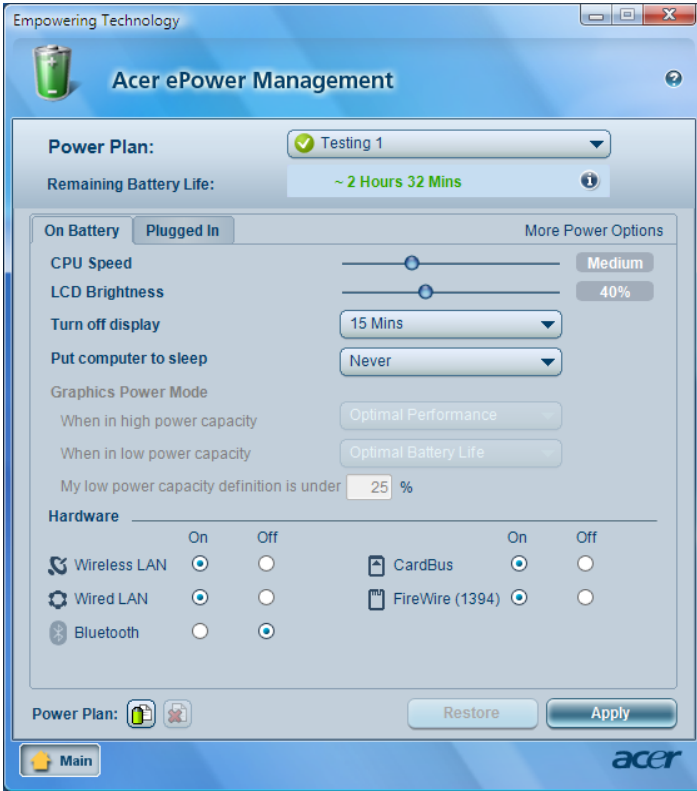 Empowering Technology
Acer ePower Management
Power Plan: Testing 1
Remaining Battery Life: ~ 2 Hours 32 Mins
On Battery Plugged In More Power Options
CPU Speed Medium
LCD Brightness 40%
Turn off display 15 Mins
Put computer to sleep Never
Graphics Power Mode
When in high power capacity Optimal Performance
When in low power capacity Optimal Battery Life
My low power capacity definition is under 25 %
Hardware
On Off On Off
Wireless LAN CardBus
Wired LAN FireWire (1394)
Bluetooth
Power Plan: Restore Apply
Main acer